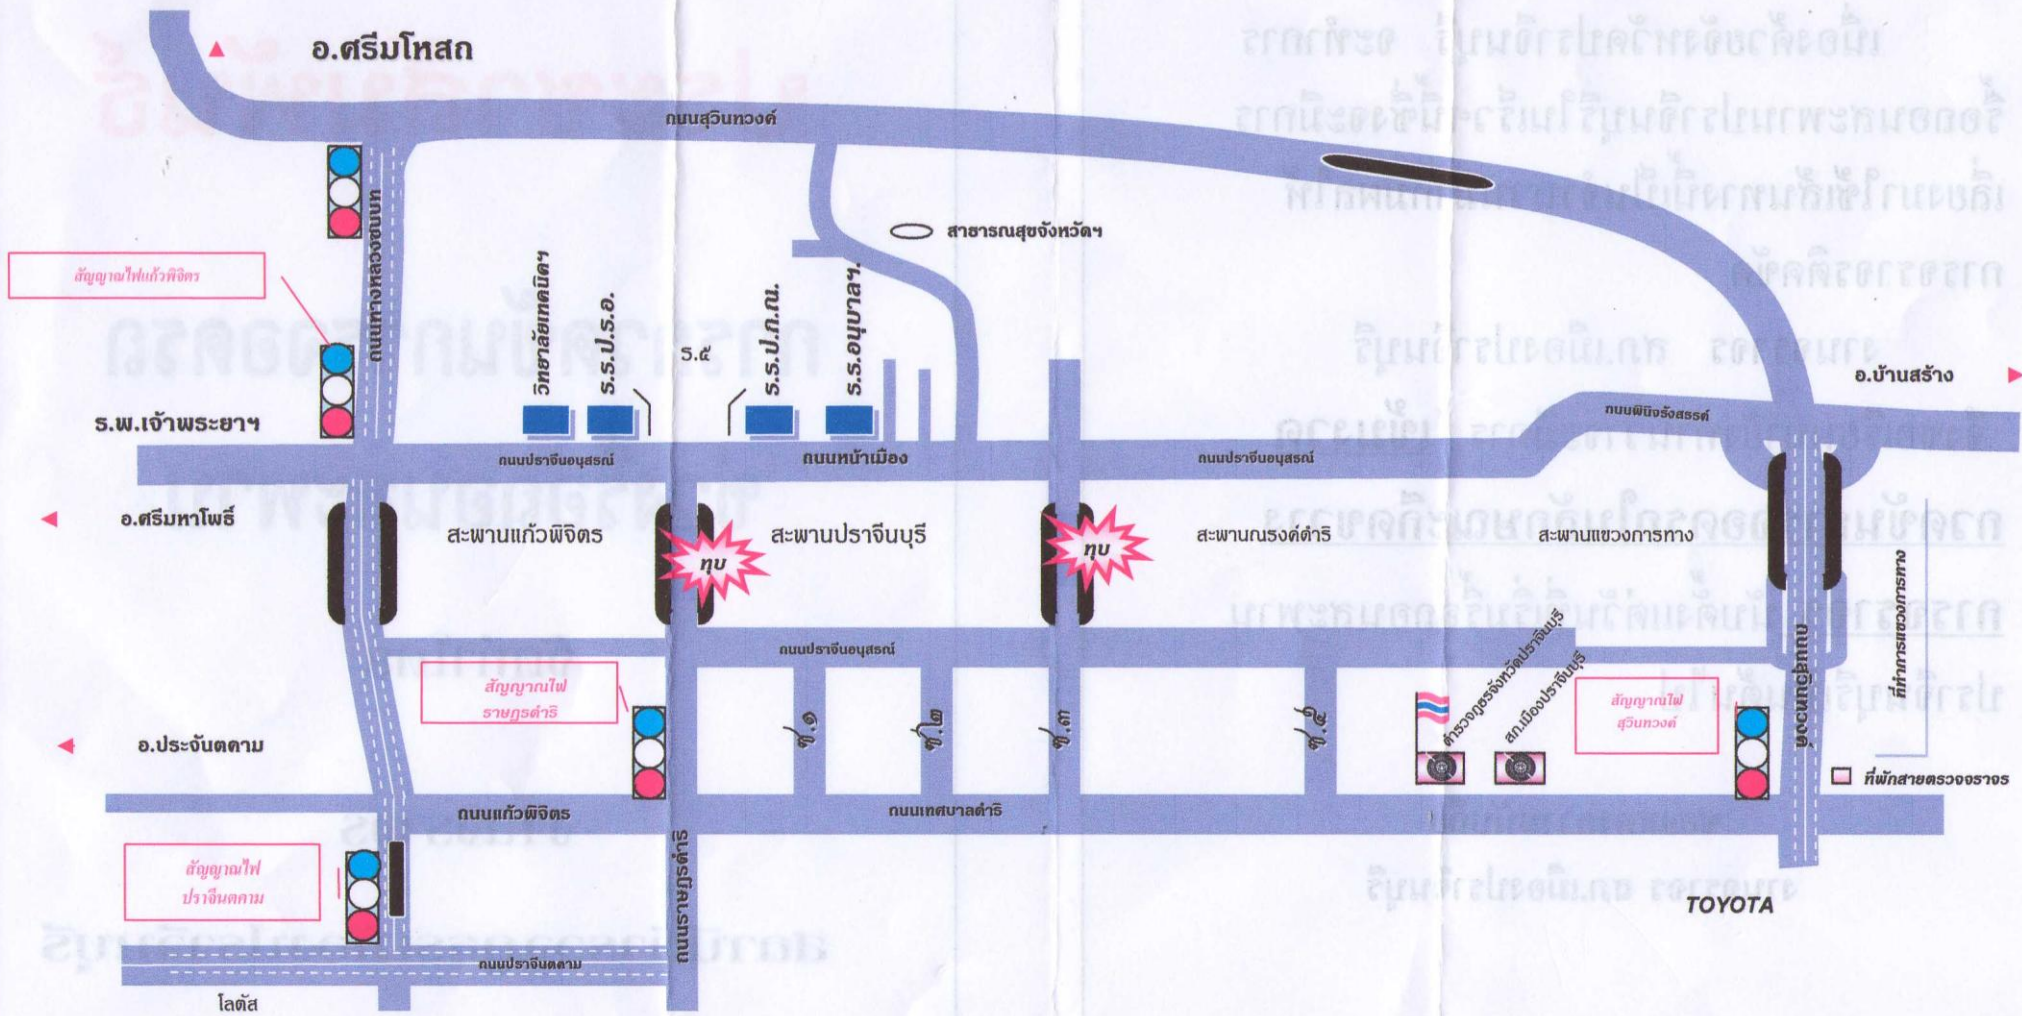 อ.ศรีมโหสถ
ถนนสุวินทวงศ์
สาธารณสุขจังหวัดฯ
สัญญาณไฟแก้วพิจิตร
ถนนทางหลวงชนบท
วิทยาลัยเทคนิคฯ
ร.ร.ป.ร.อ.
ร.๕
ร.ร.ป.ก.ณ.
ร.ร.อนุบาลฯ.
อ.บ้านสร้าง
ถนนพินิจรังสรรค์
ร.พ.เจ้าพระยาฯ
ถนนปราจีนอนุสรณ์
ถนนหน้าเมือง
ถนนปราจีนอนุสรณ์
อ.ศรีมหาโพธิ์
สะพานแก้วพิจิตร
สะพานปราจีนบุรี
สะพานณรงค์ดำริ
สะพานแขวงการทาง
ทุบ
ทุบ
ที่ทำการแขวงการทาง
ถนนปราจีนอนุสรณ์
ตำรวจภูธรจังหวัดปราจีนบุรี
สภ.เมืองปราจีนบุรี
ถนนสุวินทวงศ์
สัญญาณไฟ
ราษฎรดำริ
สัญญาณไฟ
สุวินทวงศ์
อ.ประจันตคาม
ซ.๑
ซ.๒
ซ.๓
ซ.๔
ที่พักสายตรวจจราจร
ถนนแก้วพิจิตร
ถนนเทศบาลดำริ
ถนนราษฎรดำริ
สัญญาณไฟ
ปราจีนตคาม
TOYOTA
ถนนปราจีนตคาม
โลตัส